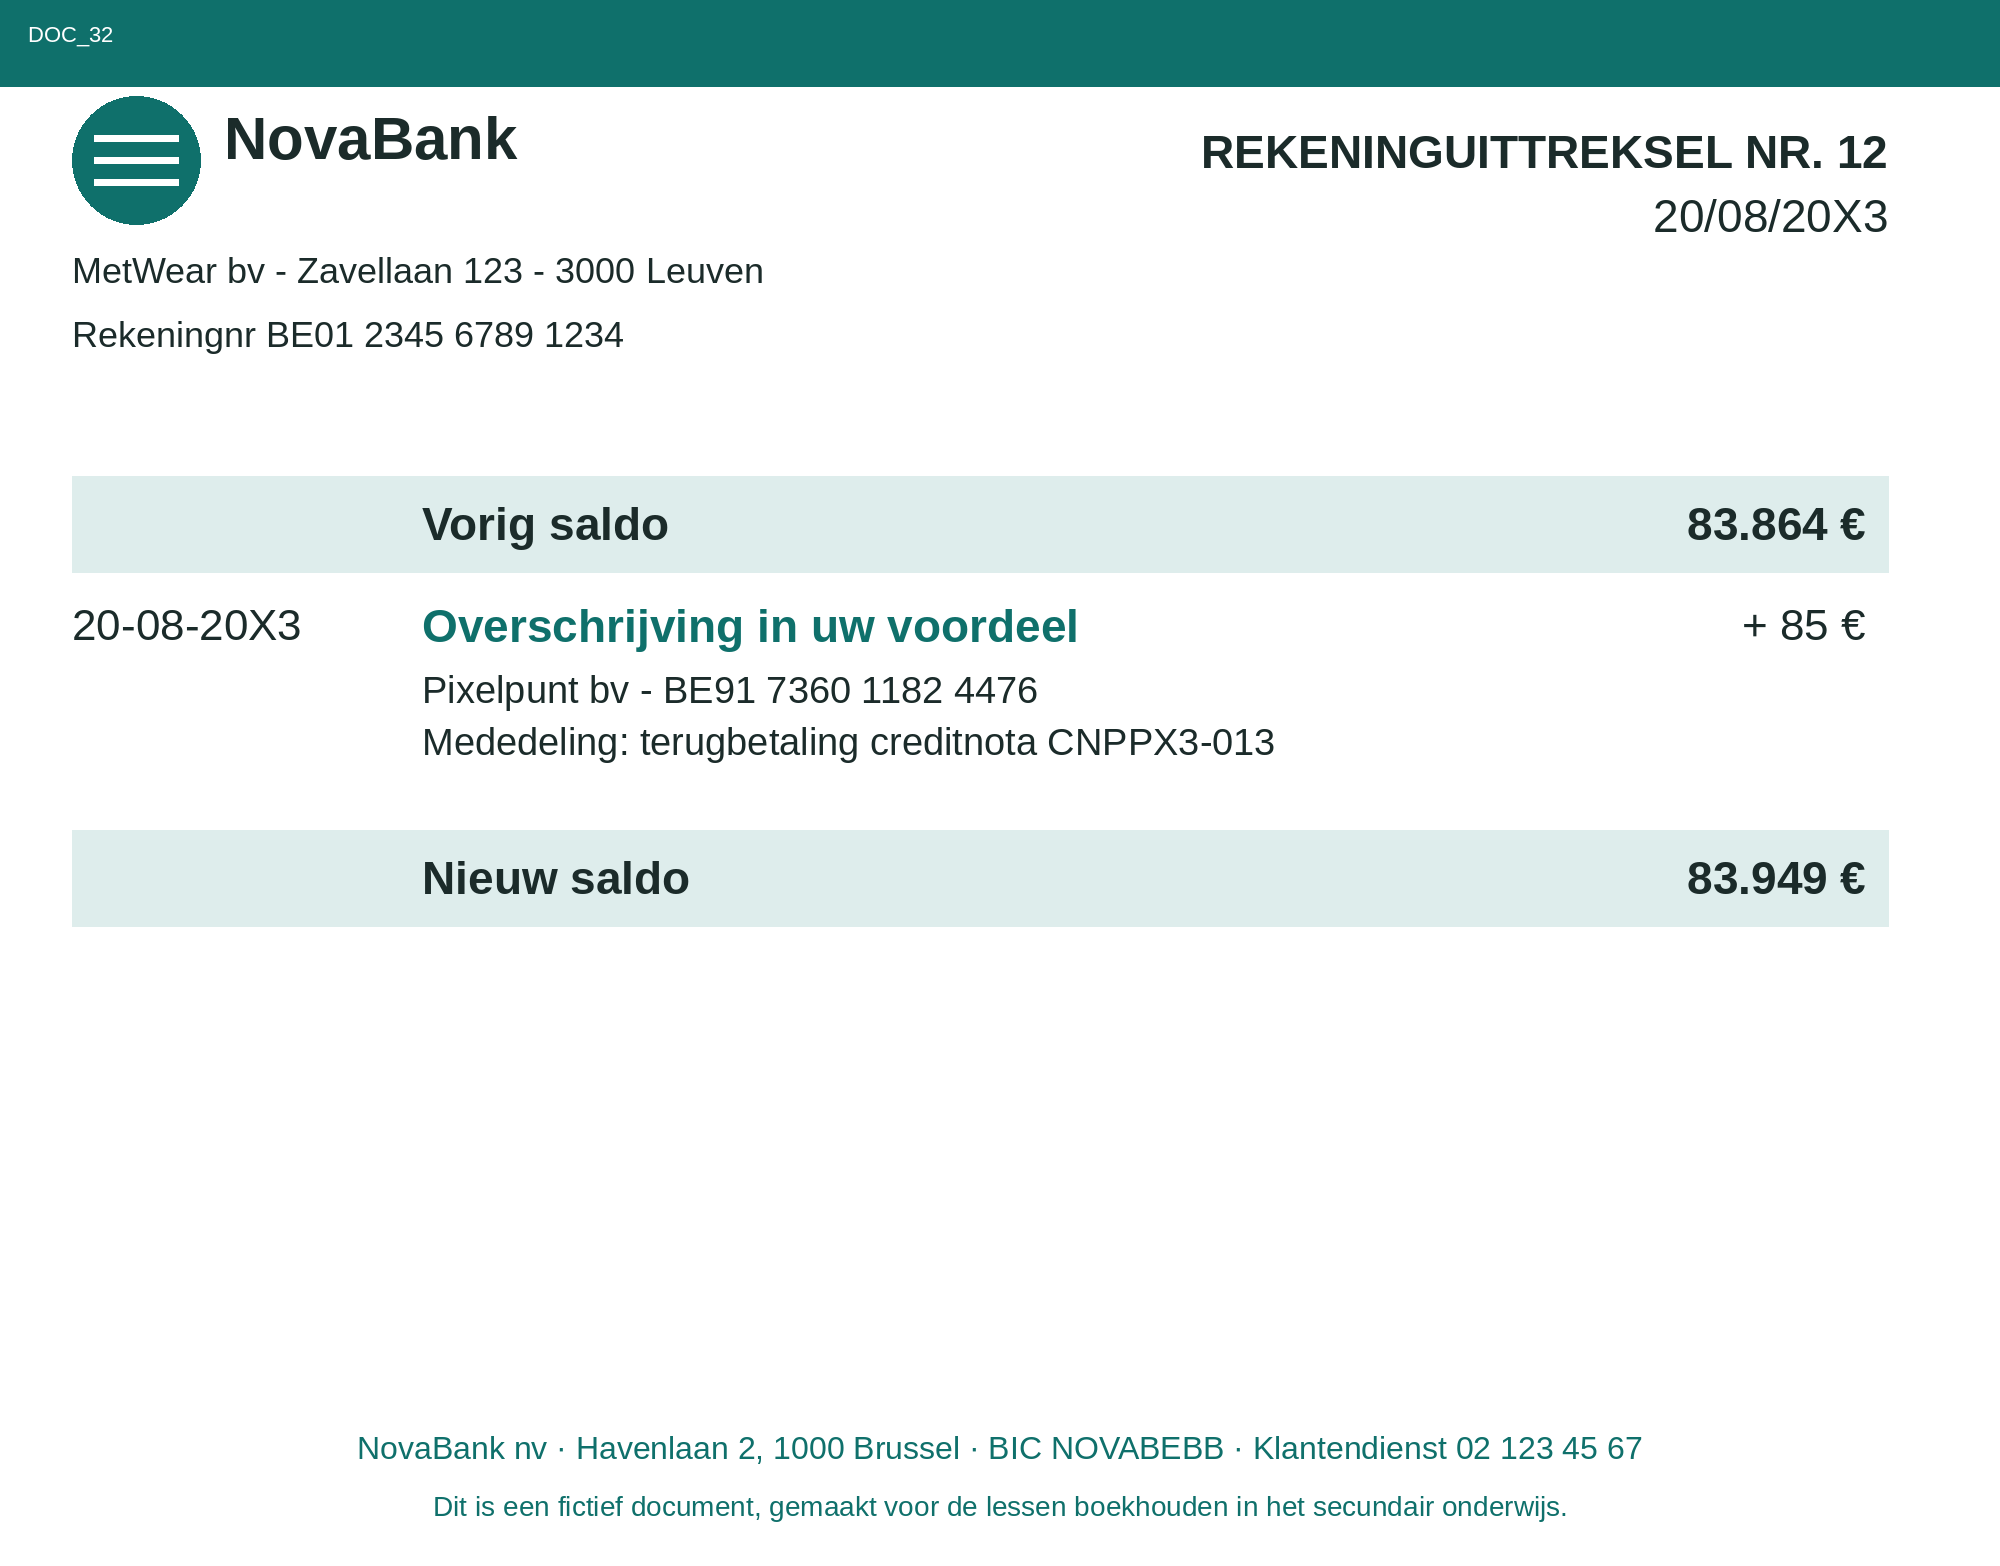 DOC_32
NovaBank
REKENINGUITTREKSEL NR. 12
20/08/20X3
MetWear bv - Zavellaan 123 - 3000 Leuven
Rekeningnr BE01 2345 6789 1234
Vorig saldo 83.864 €
20-08-20X3 Overschrijving in uw voordeel + 85 €
Pixelpunt bv - BE91 7360 1182 4476
Mededeling: terugbetaling creditnota CNPPX3-013
Nieuw saldo 83.949 €
NovaBank nv · Havenlaan 2, 1000 Brussel · BIC NOVABEBB · Klantendienst 02 123 45 67
Dit is een fictief document, gemaakt voor de lessen boekhouden in het secundair onderwijs.